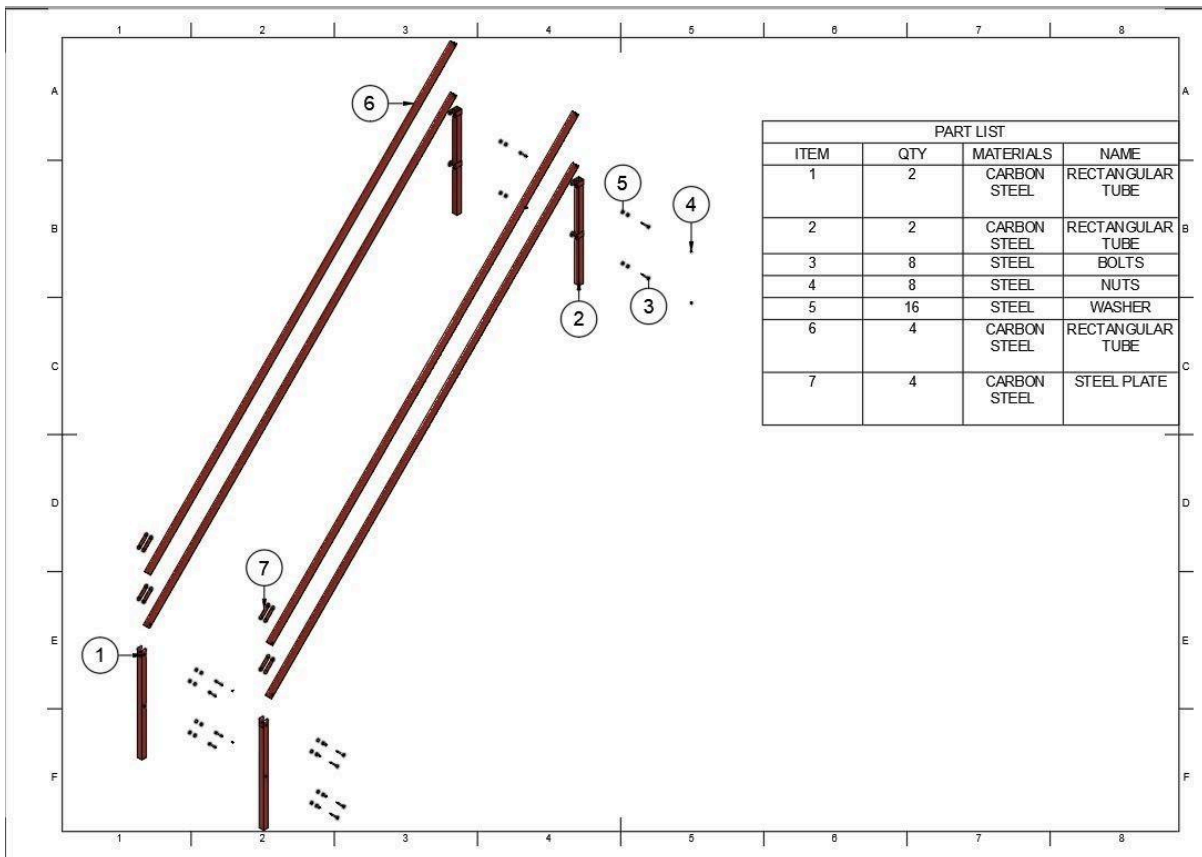 1 2 3 4 5 6 7 8
A A
6
PART LIST
ITEM QTY MATERIALS NAME
1 2 CARBON STEEL RECTANGULAR TUBE
5
4
B B
2 2 CARBON STEEL RECTANGULAR TUBE
3 8 STEEL BOLTS
4 8 STEEL NUTS
3
2
5 16 STEEL WASHER
6 4 CARBON STEEL RECTANGULAR TUBE
C C
7 4 CARBON STEEL STEEL PLATE
D D
7
E E
1
F F
1 2 3 4 5 6 7 8